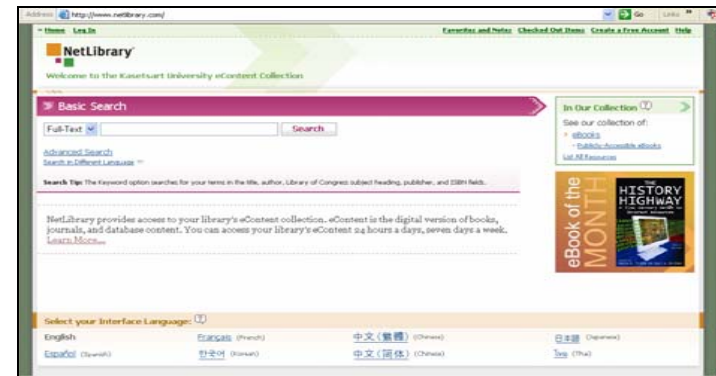 Address http://www.netlibrary.com/ Go Links »
Home Log In Favorites and Notes Checked Out Items Create a Free Account Help
NetLibrary
Welcome to the Kasetsart University eContent Collection
Basic Search
Full-Text Search
Advanced Search
Search in Different Language
Search Tip: The Keyword option searches for your terms in the title, author, Library of Congress subject heading, publisher, and ISBN fields.
NetLibrary provides access to your library's eContent collection. eContent is the digital version of books,
journals, and database content. You can access your library's eContent 24 hours a days, seven days a week.
Learn More...
In Our Collection
See our collection of:
eBooks
- Publicly-Accessible eBooks
List All Resources
eBook of the
MONTH
THE
HISTORY
HIGHWAY
Select your Interface Language:
English Français (French) 中文 (繁體) (Chinese) 日本語 (Japanese)
Español (Spanish) 한국어 (Korean) 中文 (简体) (Chinese) ไทย (Thai)